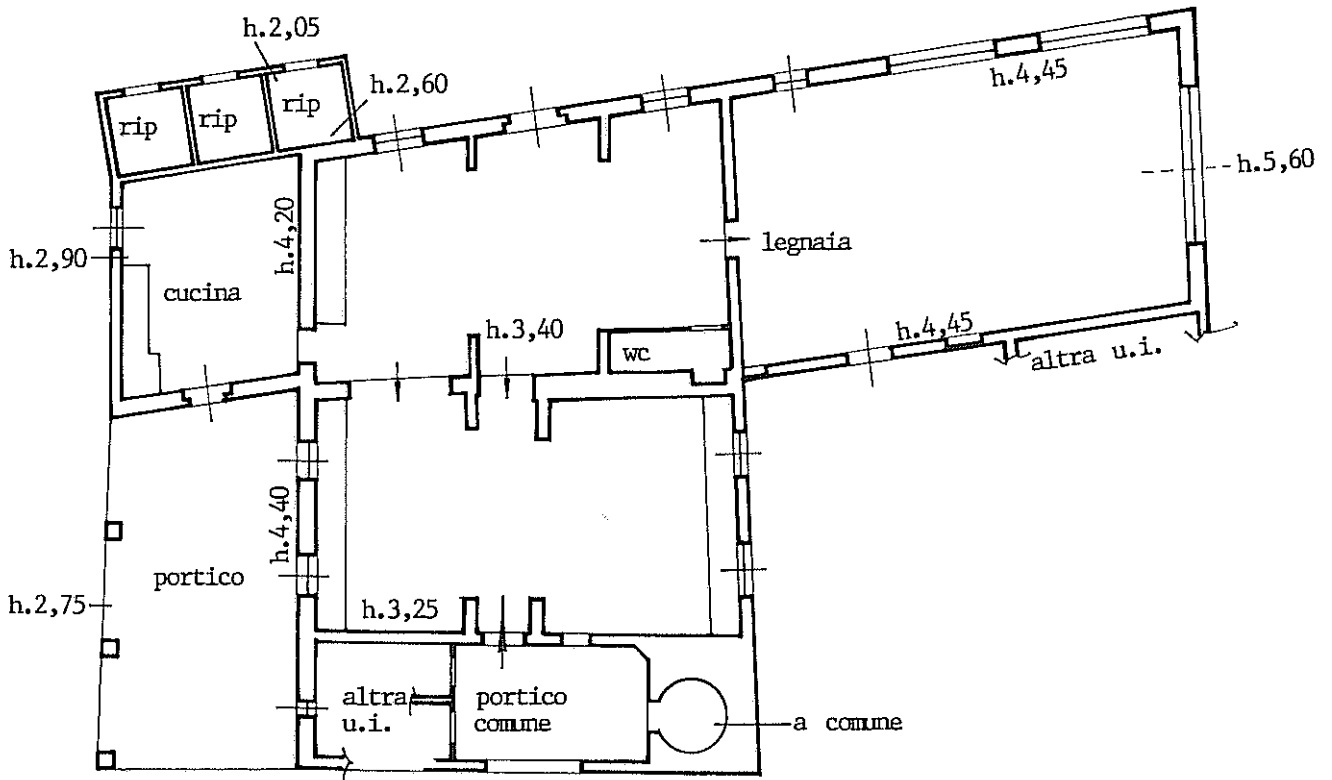 h.2,05
h.2,60
rip
rip
rip
h.4,45
h.5,60
h.4,20
legnaia
h.2,90
cucina
h.3,40
wc
h.4,45
altra u.i.
h.4,40
portico
h.2,75
h.3,25
altra
u.i.
portico
comune
a comune